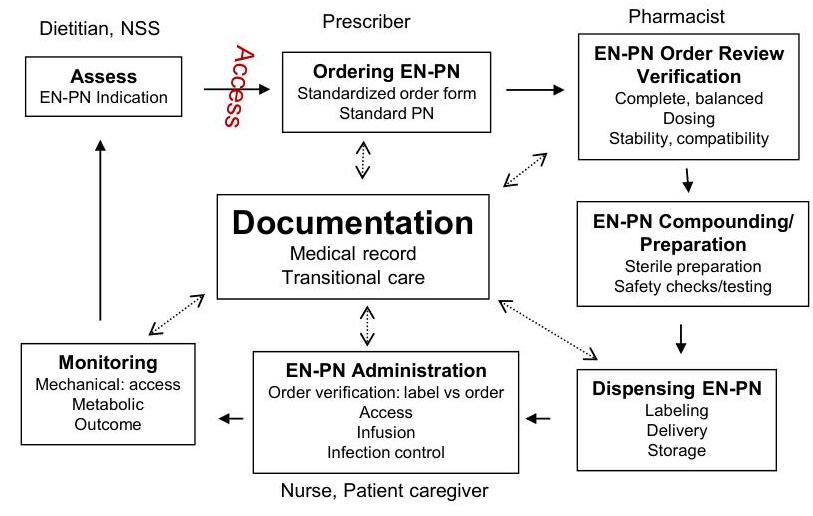 Dietitian, NSS
Prescriber
Pharmacist
Assess
EN-PN Indication
Access
Ordering EN-PN
Standardized order form
Standard PN
EN-PN Order Review
Verification
Complete, balanced
Dosing
Stability, compatibility
Documentation
Medical record
Transitional care
EN-PN Compounding/
Preparation
Sterile preparation
Safety checks/testing
Monitoring
Mechanical: access
Metabolic
Outcome
EN-PN Administration
Order verification: label vs order
Access
Infusion
Infection control
Dispensing EN-PN
Labeling
Delivery
Storage
Nurse, Patient caregiver